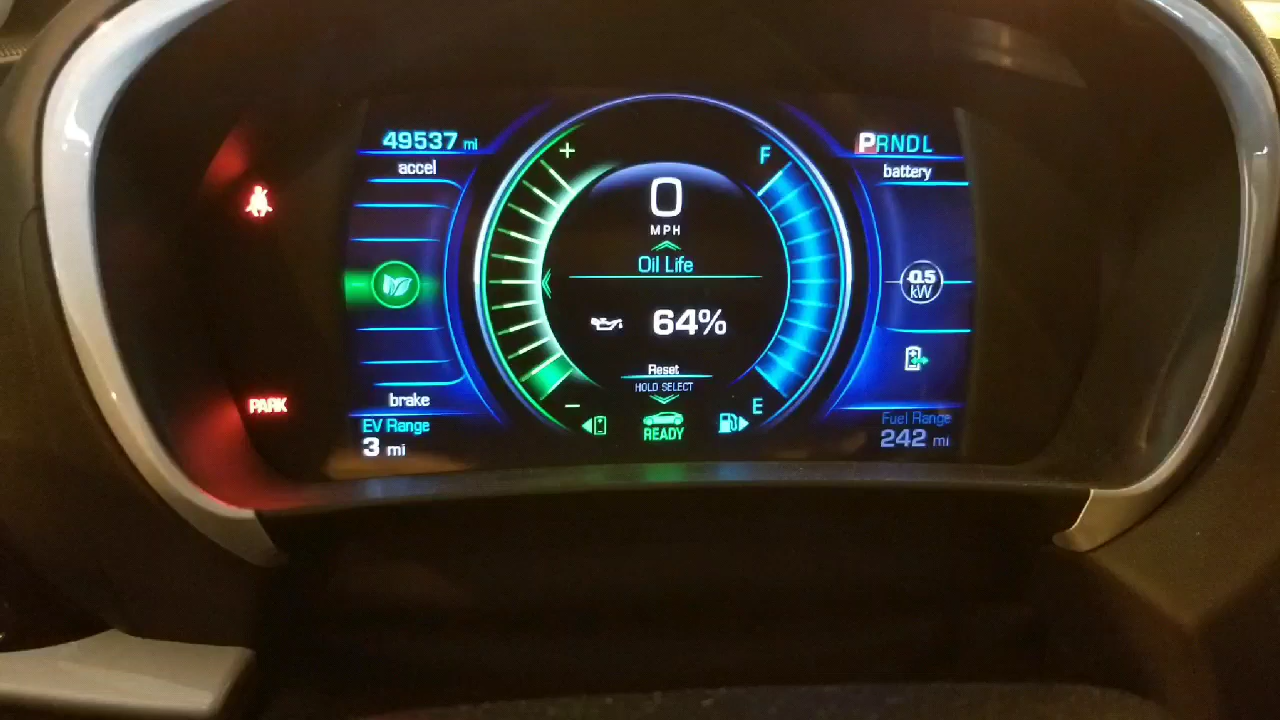 49537 mi
accel
PRNDL
battery
+
F
0
MPH
Oil Life
64%
-0.5
kW
Reset
HOLD SELECT
−
E
READY
PARK
brake
EV Range
3 mi
Fuel Range
242 mi